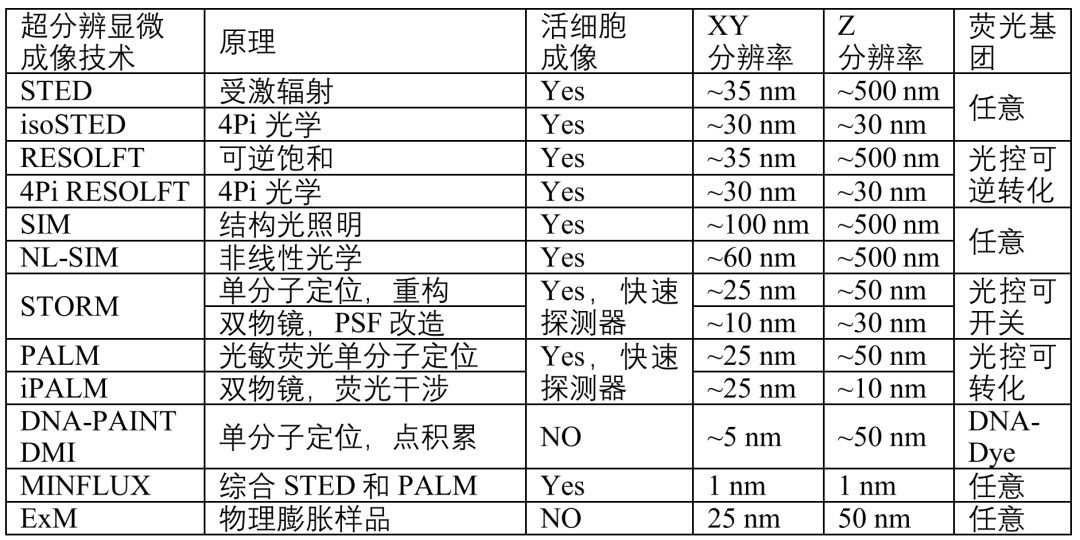 超分辨显微成像技术 原理 活细胞成像 XY分辨率 Z分辨率 荧光基团
STED 受激辐射 Yes ~35 nm ~500 nm 任意
isoSTED 4Pi 光学 Yes ~30 nm ~30 nm
RESOLFT 可逆饱和 Yes ~35 nm ~500 nm 光控可逆转化
4Pi RESOLFT 4Pi 光学 Yes ~30 nm ~30 nm
SIM 结构光照明 Yes ~100 nm ~500 nm 任意
NL-SIM 非线性光学 Yes ~60 nm ~500 nm
STORM 单分子定位，重构 Yes，快速探测器 ~25 nm ~50 nm 光控可开关
双物镜，PSF 改造 ~10 nm ~30 nm
PALM 光敏荧光单分子定位 Yes，快速探测器 ~25 nm ~50 nm 光控可转化
iPALM 双物镜，荧光干涉 ~25 nm ~10 nm
DNA-PAINT DMI 单分子定位，点积累 NO ~5 nm ~50 nm DNA-Dye
MINFLUX 综合 STED 和 PALM Yes 1 nm 1 nm 任意
ExM 物理膨胀样品 NO 25 nm 50 nm 任意